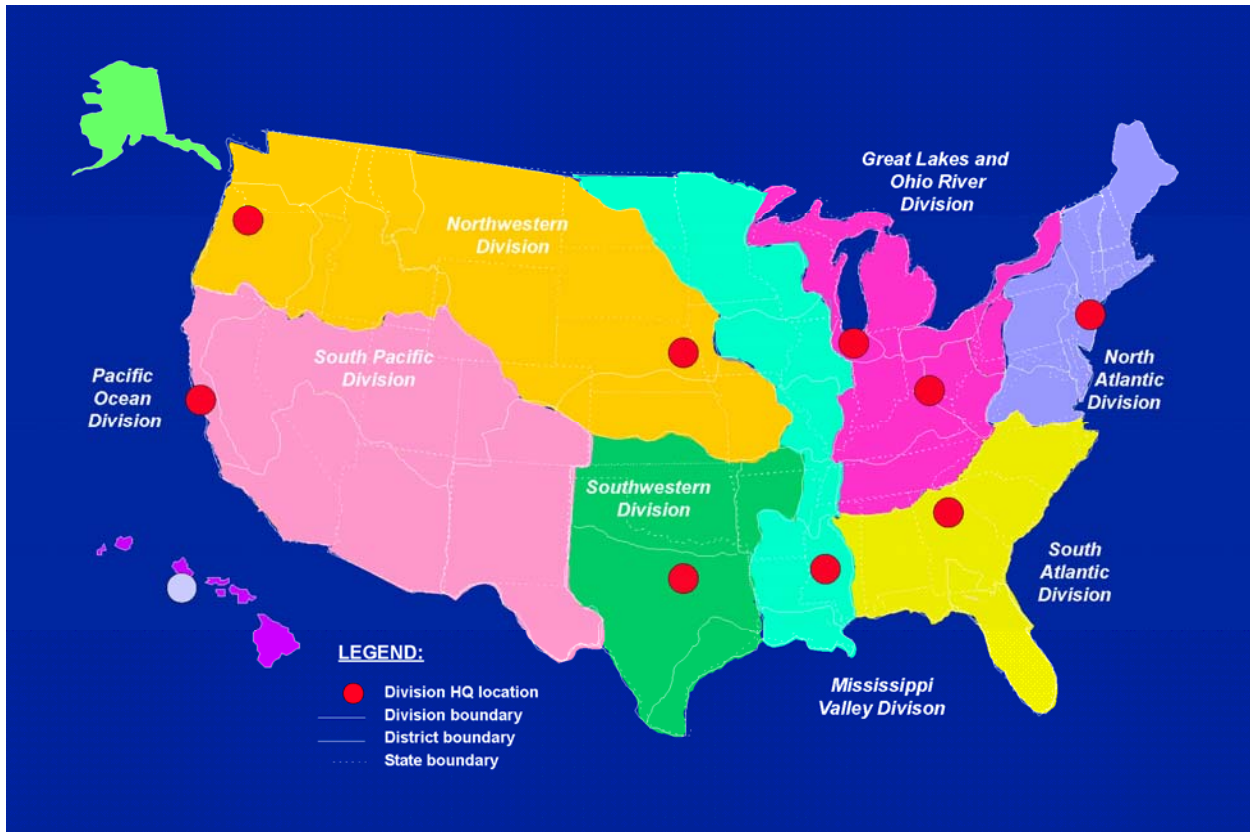 Great Lakes and
Ohio River
Division
Northwestern
Division
South Pacific
Division
Pacific
Ocean
Division
North
Atlantic
Division
Southwestern
Division
South
Atlantic
Division
Mississippi
Valley Divison
LEGEND:
Division HQ location
Division boundary
District boundary
State boundary